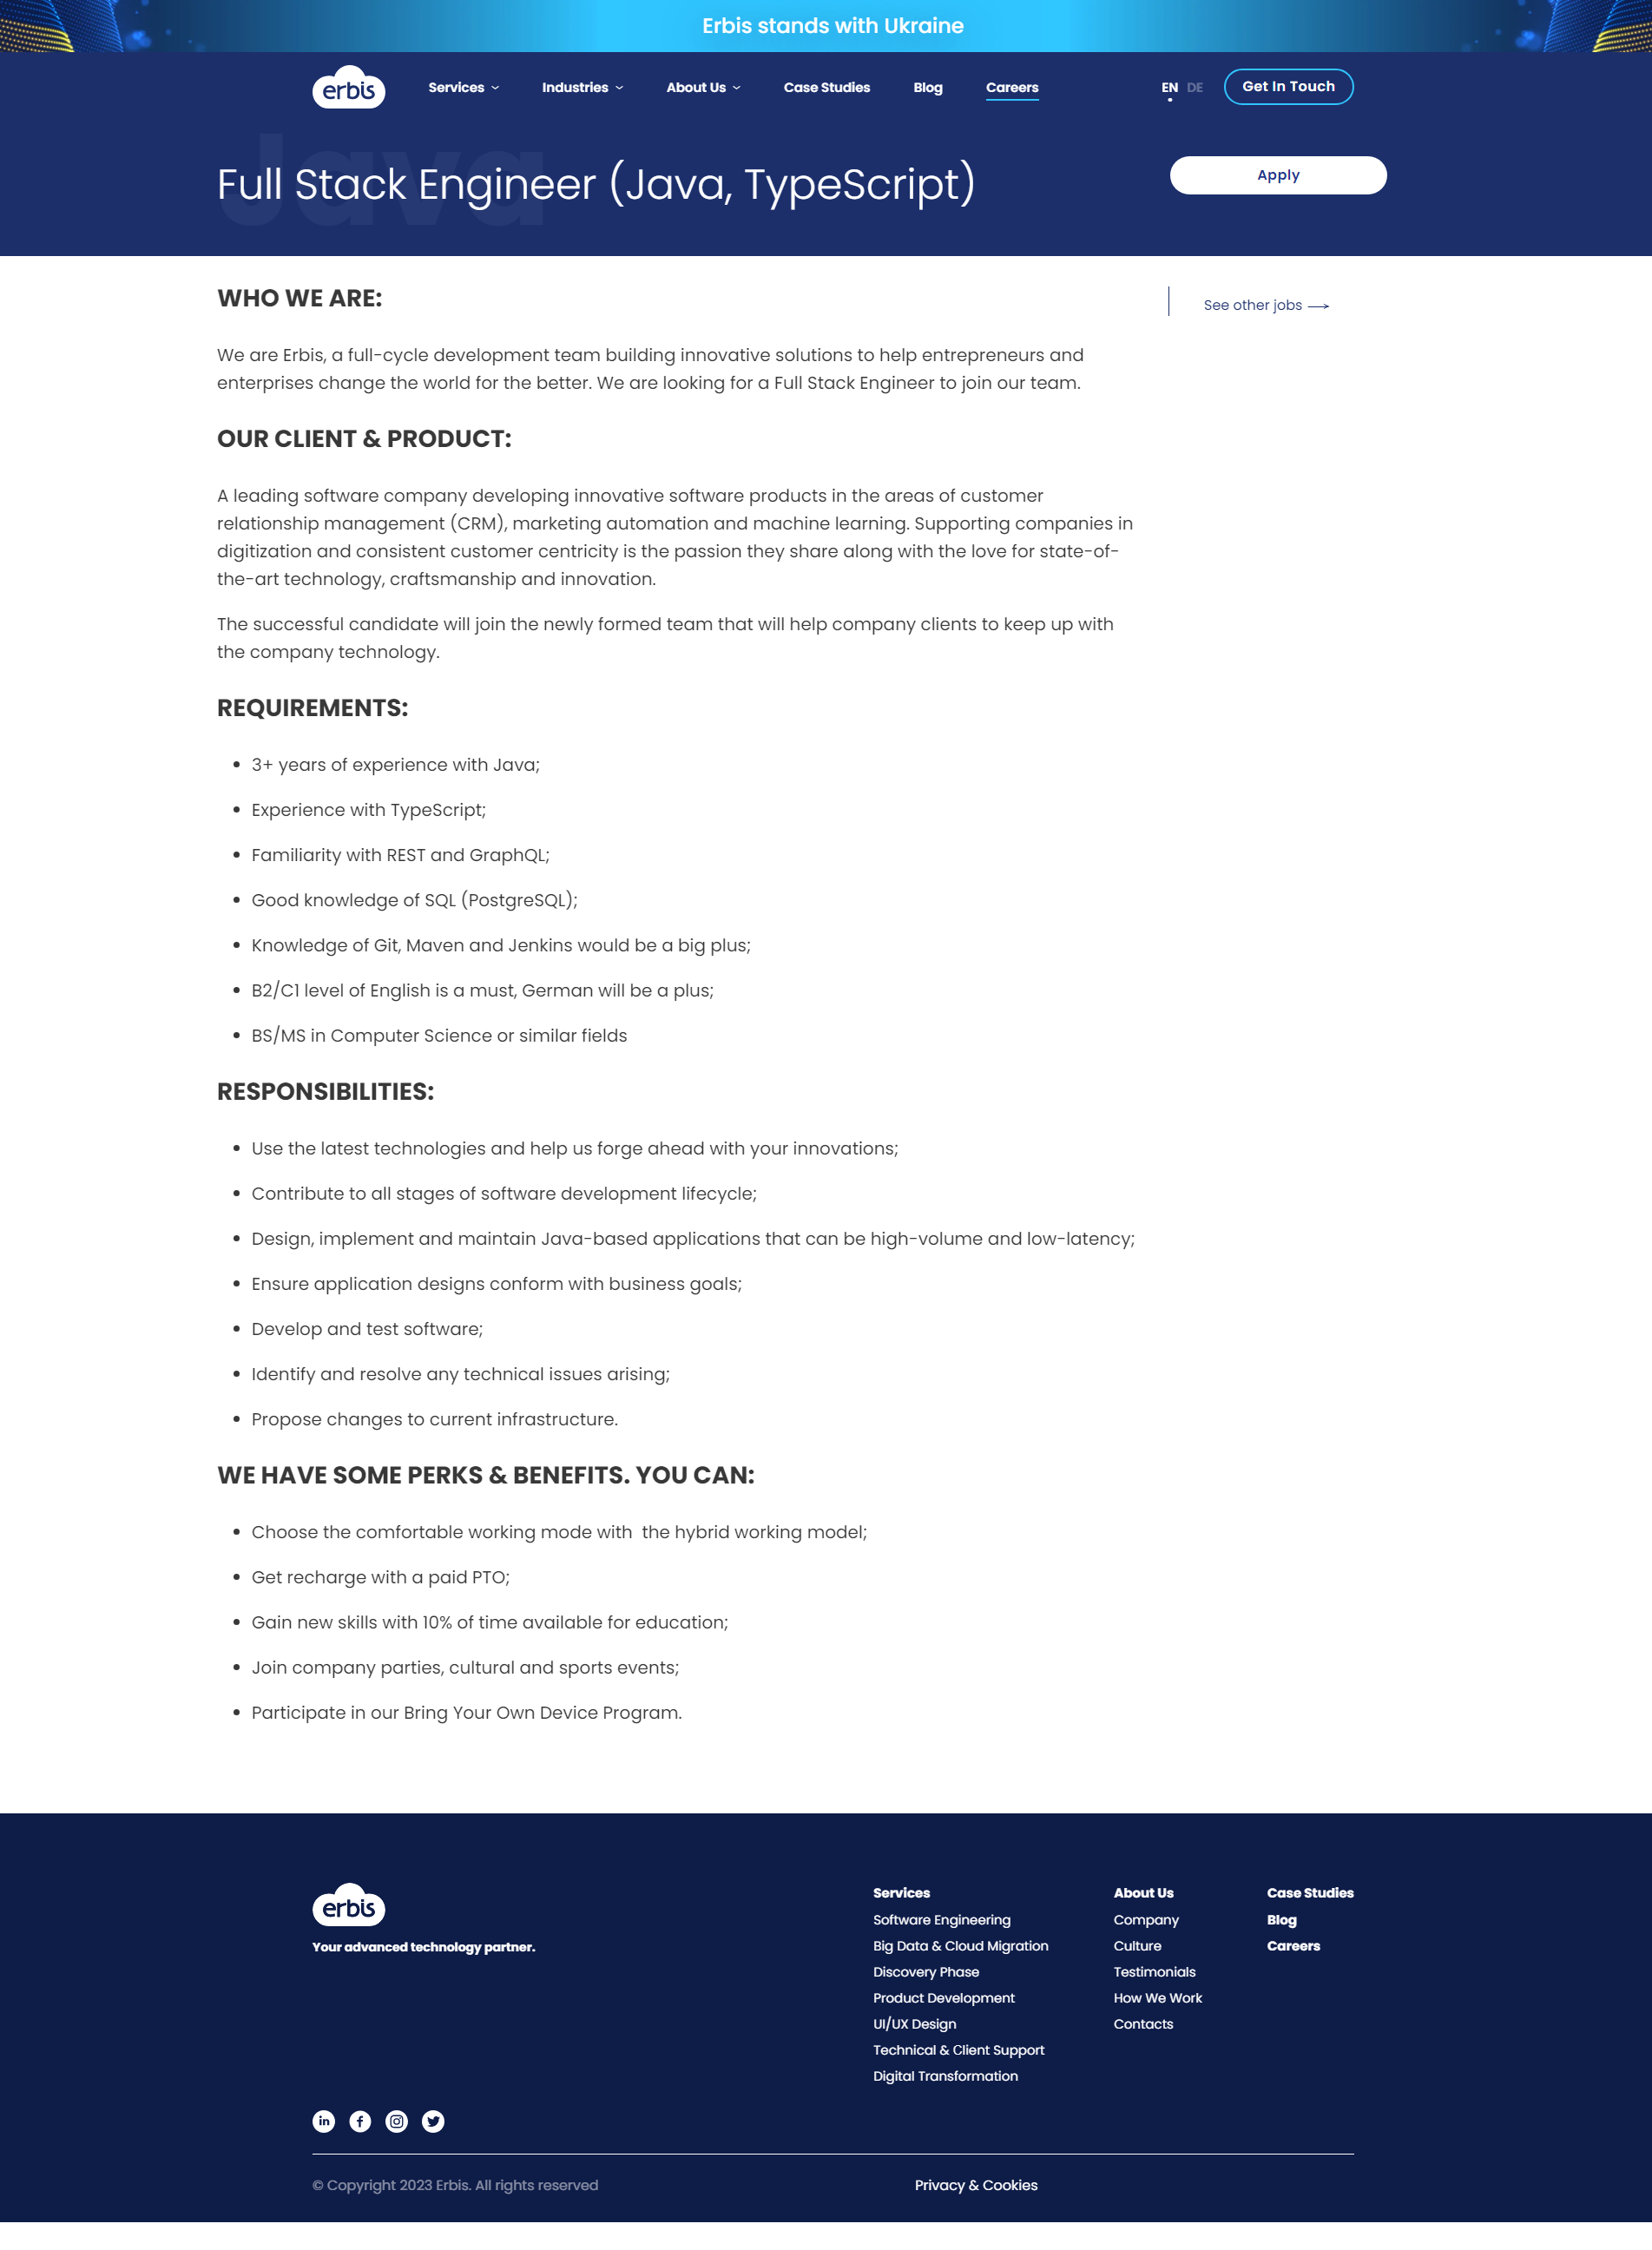 Erbis stands with Ukraine
erbis
Services
Industries
About Us
Case Studies
Blog
Careers
EN DE
Get In Touch
Java
Full Stack Engineer (Java, TypeScript)
Apply
WHO WE ARE:
See other jobs
We are Erbis, a full-cycle development team building innovative solutions to help entrepreneurs and
enterprises change the world for the better. We are looking for a Full Stack Engineer to join our team.
OUR CLIENT & PRODUCT:
A leading software company developing innovative software products in the areas of customer
relationship management (CRM), marketing automation and machine learning. Supporting companies in
digitization and consistent customer centricity is the passion they share along with the love for state-of-
the-art technology, craftsmanship and innovation.
The successful candidate will join the newly formed team that will help company clients to keep up with
the company technology.
REQUIREMENTS:
• 3+ years of experience with Java;
• Experience with TypeScript;
• Familiarity with REST and GraphQL;
• Good knowledge of SQL (PostgreSQL);
• Knowledge of Git, Maven and Jenkins would be a big plus;
• B2/C1 level of English is a must, German will be a plus;
• BS/MS in Computer Science or similar fields
RESPONSIBILITIES:
• Use the latest technologies and help us forge ahead with your innovations;
• Contribute to all stages of software development lifecycle;
• Design, implement and maintain Java-based applications that can be high-volume and low-latency;
• Ensure application designs conform with business goals;
• Develop and test software;
• Identify and resolve any technical issues arising;
• Propose changes to current infrastructure.
WE HAVE SOME PERKS & BENEFITS. YOU CAN:
• Choose the comfortable working mode with  the hybrid working model;
• Get recharge with a paid PTO;
• Gain new skills with 10% of time available for education;
• Join company parties, cultural and sports events;
• Participate in our Bring Your Own Device Program.
erbis
Your advanced technology partner.
Services
Software Engineering
Big Data & Cloud Migration
Discovery Phase
Product Development
UI/UX Design
Technical & Client Support
Digital Transformation
About Us
Company
Culture
Testimonials
How We Work
Contacts
Case Studies
Blog
Careers
© Copyright 2023 Erbis. All rights reserved
Privacy & Cookies